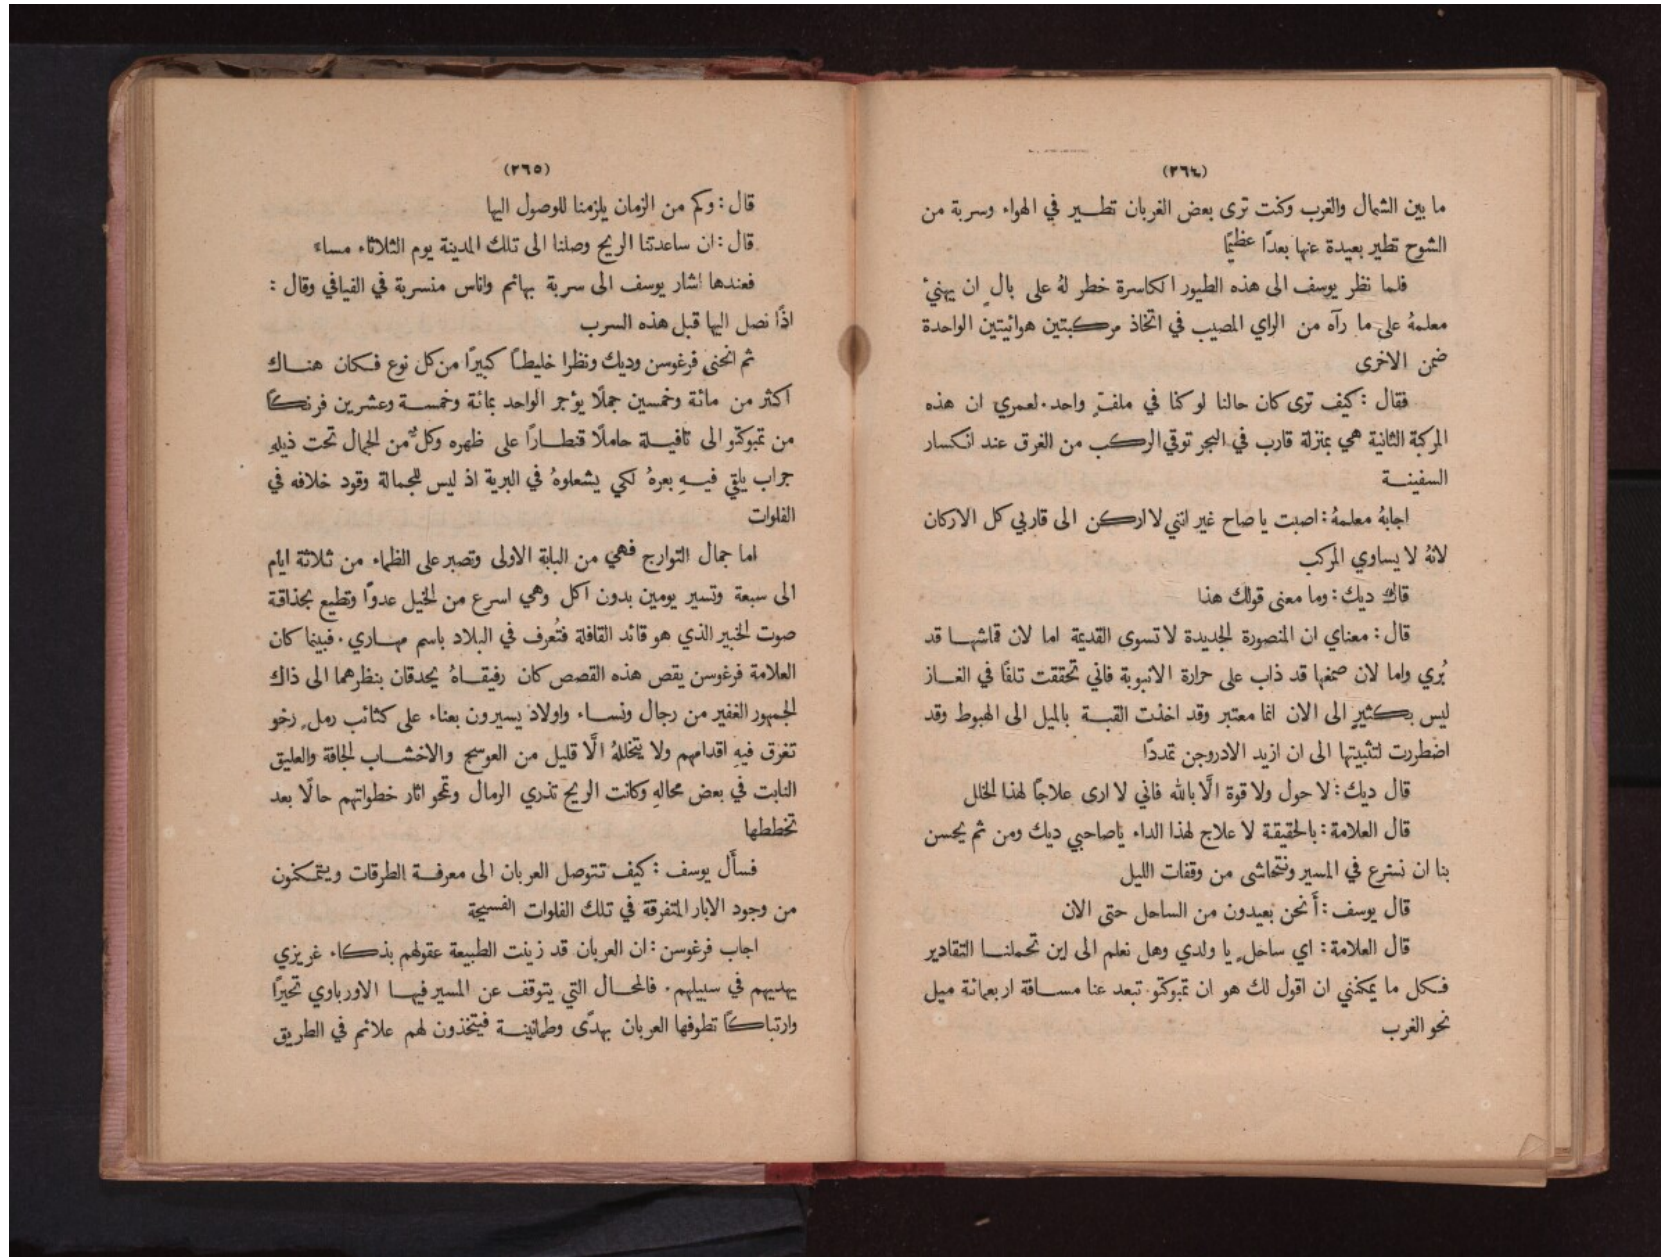 (٢٦٤)
ما بين الشمال والغرب وكنت ترى بعض الغربان تطير في الهواء وسربة من
الشوح تطير بعيدة عنها بعدًا عظيمًا
فلما نظر يوسف الى هذه الطيور الكاسرة خطر لهُ على بالٍ ان يهنئ
معلمهُ على ما رآه من الراي المصيب في اتخاذ مركبتين هوائيتين الواحدة
ضمن الاخرى
فقال : كيف ترى كان حالنا لو كنا في ملفتٍ واحد . لعمري ان هذه
المركبة الثانية هي بمنزلة قارب في البحر توقي الركب من الغرق عند انكسار
السفينة
اجابهُ معلمهُ : اصبت يا صاح غير انني لا اركن الى قاربي كل الاركان
لانهُ لا يساوي المركب
قال ديك : وما معنى قولك هذا
قال : معناي ان المنصورة الجديدة لا تسوى القديمة اما لان قماشها قد
بُري واما لان صمغها قد ذاب على حرارة الانبوبة فاني تحققت تلفًا في الغاز
ليس بكثيرٍ الى الان انما معتبر وقد اخذت القبة بالميل الى الهبوط وقد
اضطررت لتثبيتها الى ان ازيد الادروجن تمددًا
قال ديك : لا حول ولا قوة الَّا بالله فاني لا ارى علاجًا لهذا الخلل
قال العلامة : بالحقيقة لا علاج لهذا الداء ياصاحبي ديك ومن ثم يحسن
بنا ان نسترع في المسير ونتحاشى من وقفات الليل
قال يوسف : أَنحن بعيدون من الساحل حتى الان
قال العلامة : اي ساحلٍ يا ولدي وهل نعلم الى اين تحملنا التقادير
فكل ما يمكنني ان اقول لك هو ان تمبوكتو تبعد عنا مسافة اربعمائة ميل
نحو الغرب
(٢٦٥)
قال : وكم من الزمان يلزمنا للوصول اليها
قال : ان ساعدتنا الريح وصلنا الى تلك المدينة يوم الثلاثاء مساءً
فعندها اشار يوسف الى سربة بهائم واناس منسربة في الفيافي وقال :
اذًا نصل اليها قبل هذه السرب
ثم انحنى فرغوسن وديك ونظرا خليطًا كبيرًا من كل نوع فكان هناك
اكثر من مائة وخمسين جملًا يؤجر الواحد بمائة وخمسة وعشرين فرنكًا
من تمبوكتو الى تافيلة حاملًا قنطارًا على ظهره وكلٌ من الجمال تحت ذيلهِ
جراب يلقي فيهِ بعرهُ لكي يشعلوهُ في البرية اذ ليس للجمالة وقود خلافه في
الفلوات
اما جمال التوارج فهي من البابة الاولى وتصبر على الظماء من ثلاثة ايام
الى سبعة وتسير يومين بدون اكل وهي اسرع من الخيل عدوًا وتطيع بحذاقة
صوت الخبير الذي هو قائد القافلة فتُعرف في البلاد باسم مهاري . فبينما كان
العلامة فرغوسن يقص هذه القصص كان رفيقاهُ يحدقان بنظرهما الى ذاك
الجمهور الغفير من رجال ونساء واولاد يسيرون بعناء على كثائب رملٍ رخو
تغرق فيهِ اقدامهم ولا يتخللهُ الَّا قليل من العوسج والاخشاب الجافة والعليق
النابت في بعض محالهِ وكانت الريح تذري الرمال وتمحو اثار خطواتهم حالًا بعد
تخططها
فسأَل يوسف : كيف تتوصل العربان الى معرفة الطرقات ويتمكنون
من وجود الابار المتفرقة في تلك الفلوات الفسيحة
اجاب فرغوسن : ان العربان قد زينت الطبيعة عقولهم بذكاء غريزي
يهديهم في سبيلهم . فالمحال التي يتوقف عن المسير فيها الاورباوي تحيرًا
وارتباكًا تطوفها العربان بهدًى وطمانينة فيتخذون لهم علائم في الطريق